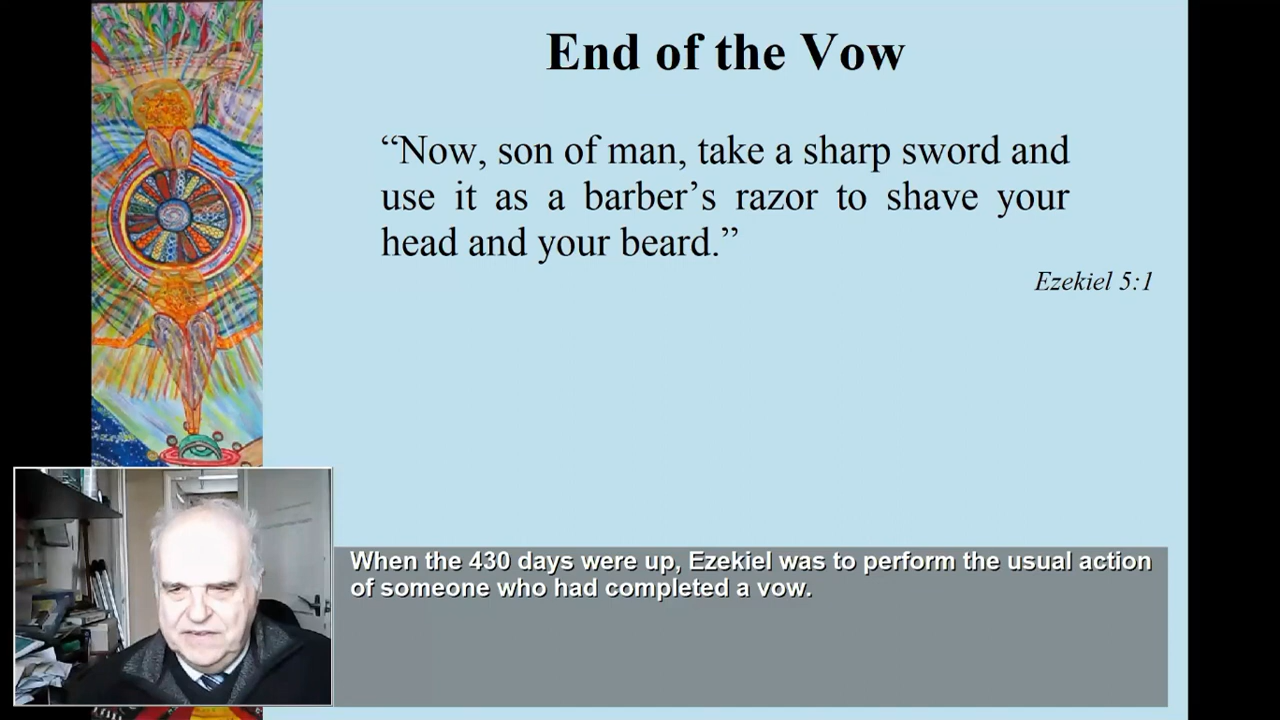 End of the Vow
“Now, son of man, take a sharp sword and
use it as a barber’s razor to shave your
head and your beard.”
Ezekiel 5:1
When the 430 days were up, Ezekiel was to perform the usual action
of someone who had completed a vow.